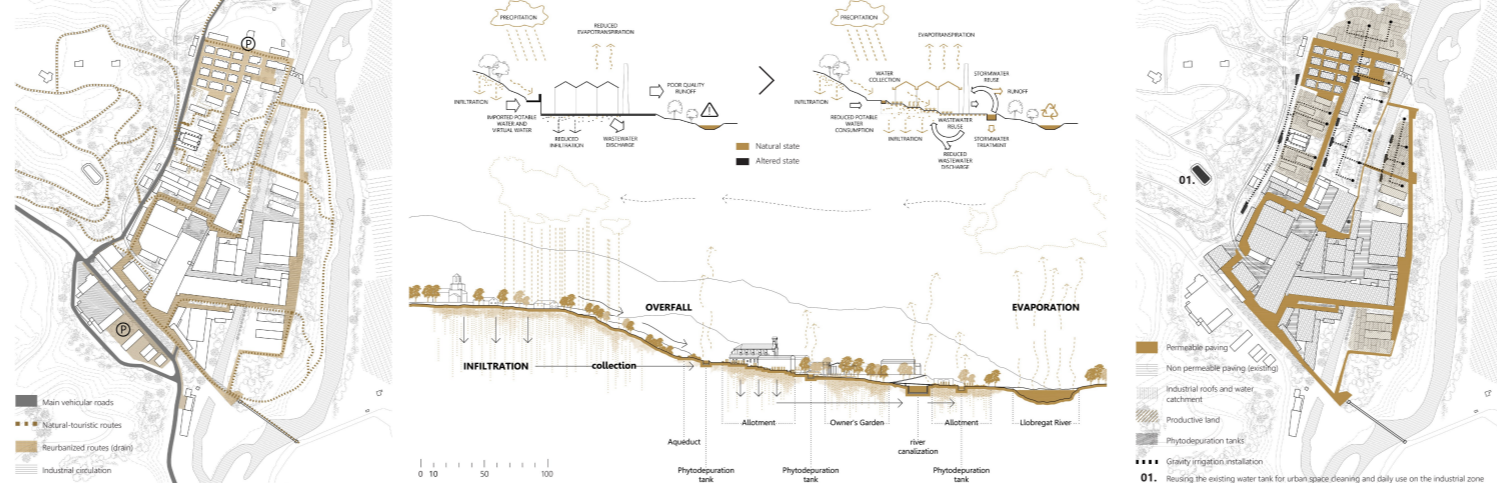 P
P
Main vehicular roads
Natural-touristic routes
Reurbanized routes (drain)
Industrial circulation
PRECIPITATION
REDUCED
EVAPOTRANSPIRATION
INFILTRATION
IMPORTED POTABLE
WATER AND
VIRTUAL WATER
REDUCED
INFILTRATION
WASTEWATER
DISCHARGE
POOR QUALITY
RUNOFF
PRECIPITATION
EVAPOTRANSPIRATION
WATER
COLLECTION
STORMWATER
REUSE
RUNOFF
INFILTRATION
REDUCED POTABLE
WATER
CONSUMPTION
INFILTRATION
WASTEWATER
REUSE
STORMWATER
TREATMENT
REDUCED
WASTEWATER
DISCHARGE
Natural state
Altered state
OVERFALL
EVAPORATION
INFILTRATION
collection
Allotment
Owner's Garden
Allotment
Llobregat River
Aqueduct
river
canalization
Phytodepuration
tank
Phytodepuration
tank
Phytodepuration
tank
0 10 50 100
01.
Permeable paving
Non permeable paving (existing)
Industrial roofs and water
catchment
Productive land
Phytodepuration tanks
Gravity irrigation installation
01. Reusing the existing water tank for urban space cleaning and daily use on the industrial zone